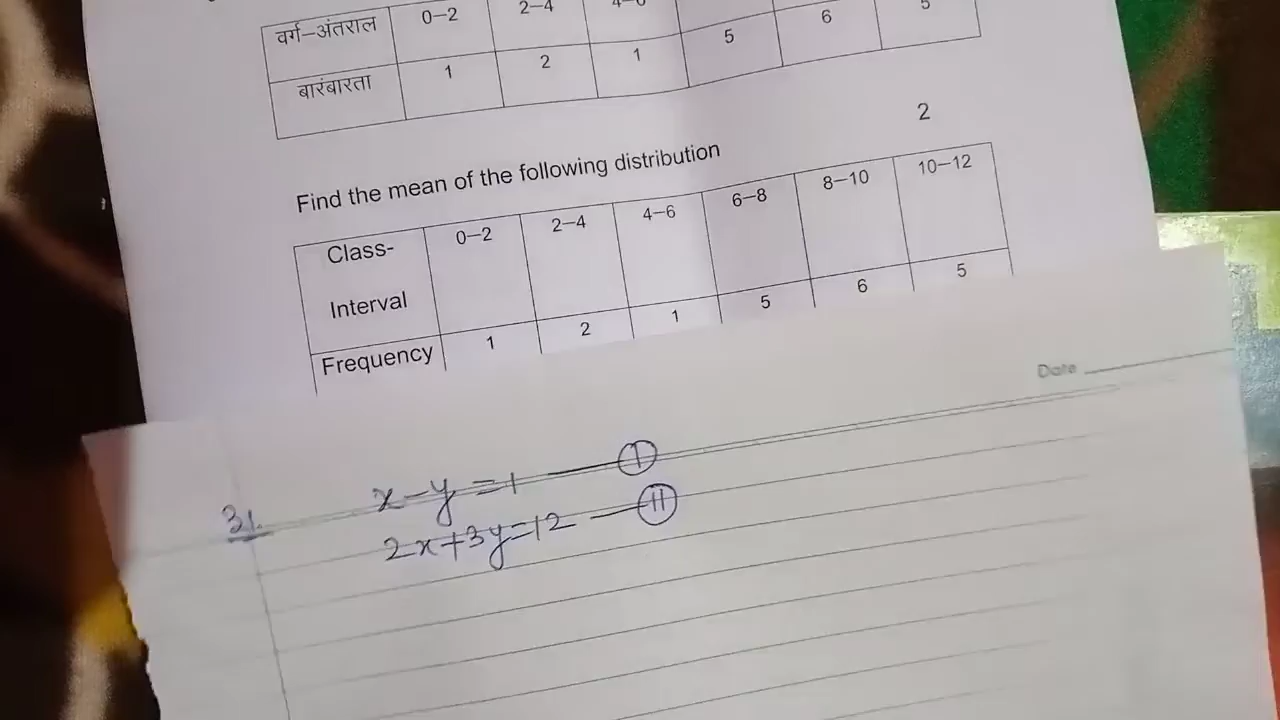 वर्ग–अंतराल 0–2 2–4 4–6
बारंबारता 1 2 1 5 6 5
2
Find the mean of the following distribution
Class-Interval 0–2 2–4 4–6 6–8 8–10 10–12
Frequency 1 2 1 5 6 5
Date
31. x-y=1 — I
2x+3y=12 — II